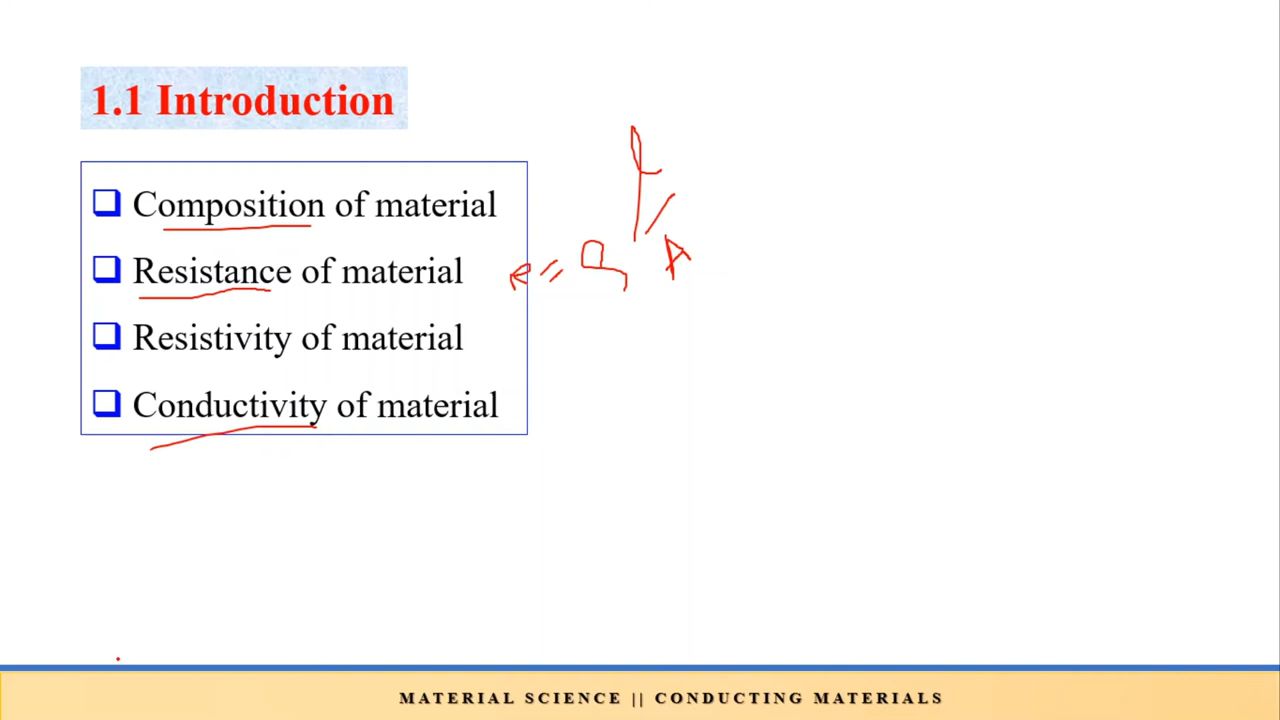 1.1 Introduction
Composition of material
Resistance of material
Resistivity of material
Conductivity of material
A
MATERIAL SCIENCE || CONDUCTING MATERIALS